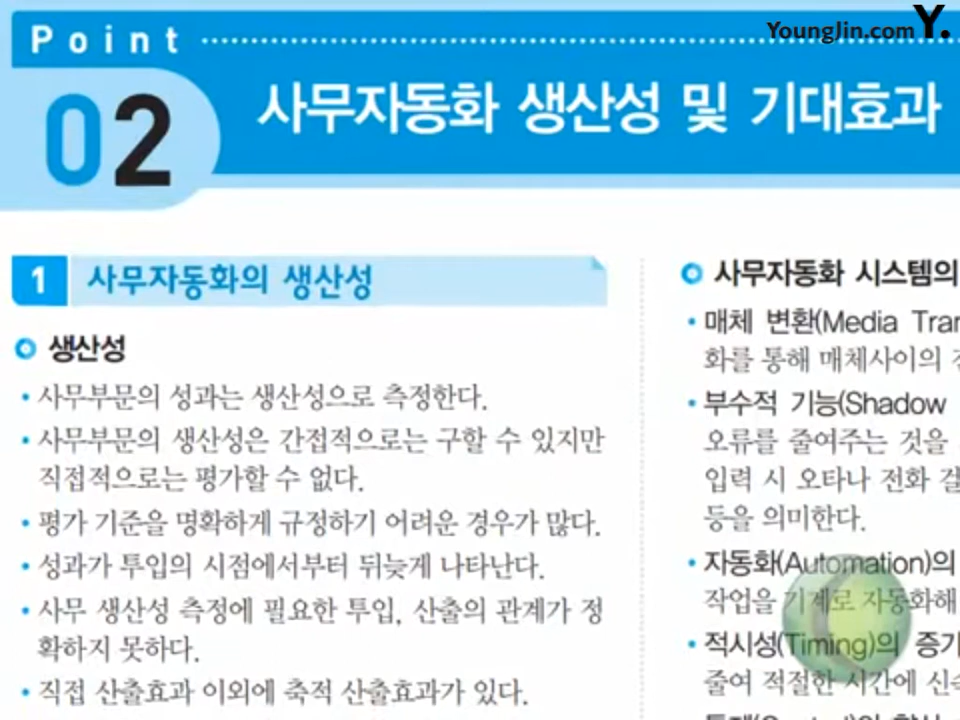 Point
YoungJin.com Y.
02
사무자동화 생산성 및 기대효과
1 사무자동화의 생산성
생산성
• 사무부문의 성과는 생산성으로 측정한다.
• 사무부문의 생산성은 간접적으로는 구할 수 있지만
직접적으로는 평가할 수 없다.
• 평가 기준을 명확하게 규정하기 어려운 경우가 많다.
• 성과가 투입의 시점에서부터 뒤늦게 나타난다.
• 사무 생산성 측정에 필요한 투입, 산출의 관계가 정
확하지 못하다.
• 직접 산출효과 이외에 축적 산출효과가 있다.
사무자동화 시스템의
• 매체 변환(Media
화를 통해 매체사이의
• 부수적 기능(Shadow
오류를 줄여주는 것을
입력 시 오타나 전화
등을 의미한다.
• 자동화(Automation)의
작업을 기계로 자동화해
• 적시성(Timing)의 증가
줄여 적절한 시간에